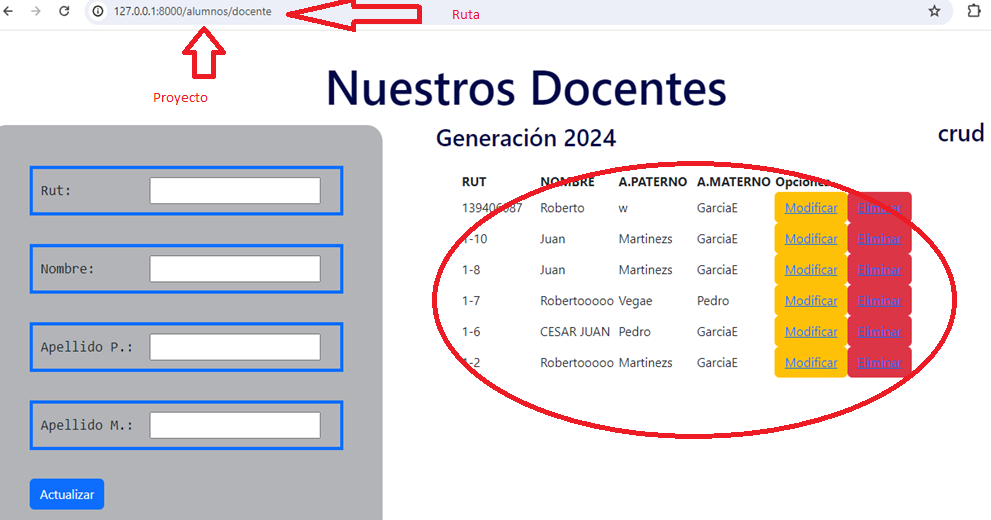 127.0.0.1:8000/alumnos/docente
Ruta
Proyecto
Nuestros Docentes
Generación 2024
crud
Rut:
Nombre:
Apellido P.:
Apellido M.:
Actualizar
RUT NOMBRE A.PATERNO A.MATERNO Opciones
139406087 Roberto w GarciaE Modificar Eliminar
1-10 Juan Martinezs GarciaE Modificar Eliminar
1-8 Juan Martinezs GarciaE Modificar Eliminar
1-7 Robertooooo Vegae Pedro Modificar Eliminar
1-6 CESAR JUAN Pedro GarciaE Modificar Eliminar
1-2 Robertooooo Martinezs GarciaE Modificar Eliminar